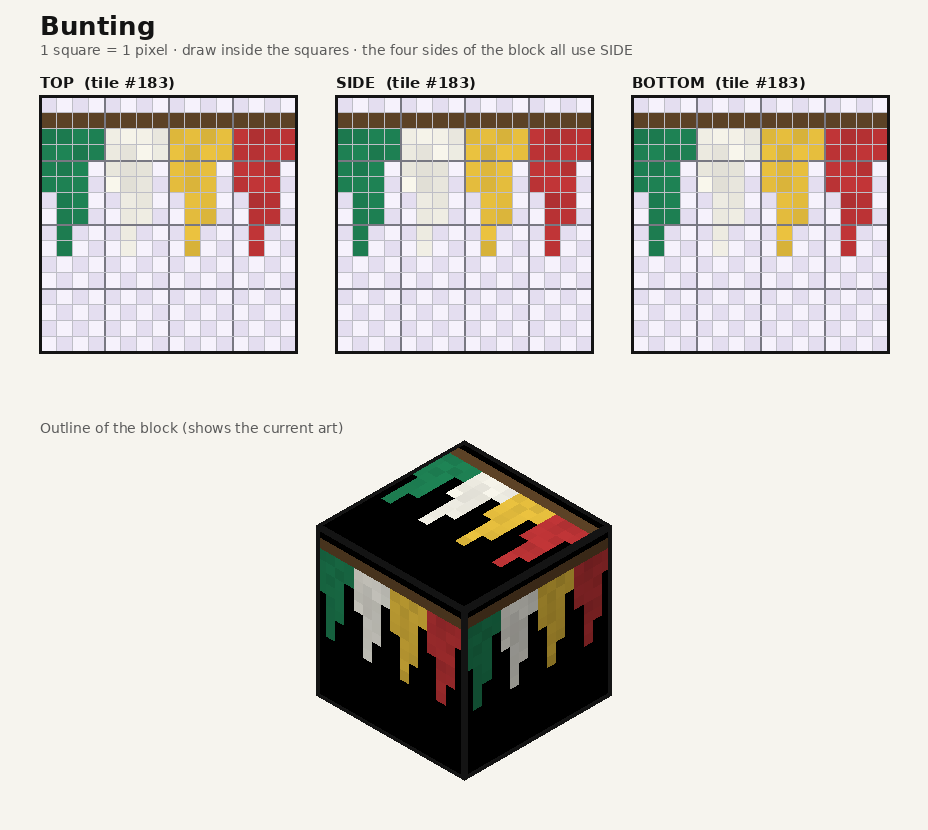 Bunting
1 square = 1 pixel · draw inside the squares · the four sides of the block all use SIDE
TOP (tile #183)
SIDE (tile #183)
BOTTOM (tile #183)
Outline of the block (shows the current art)